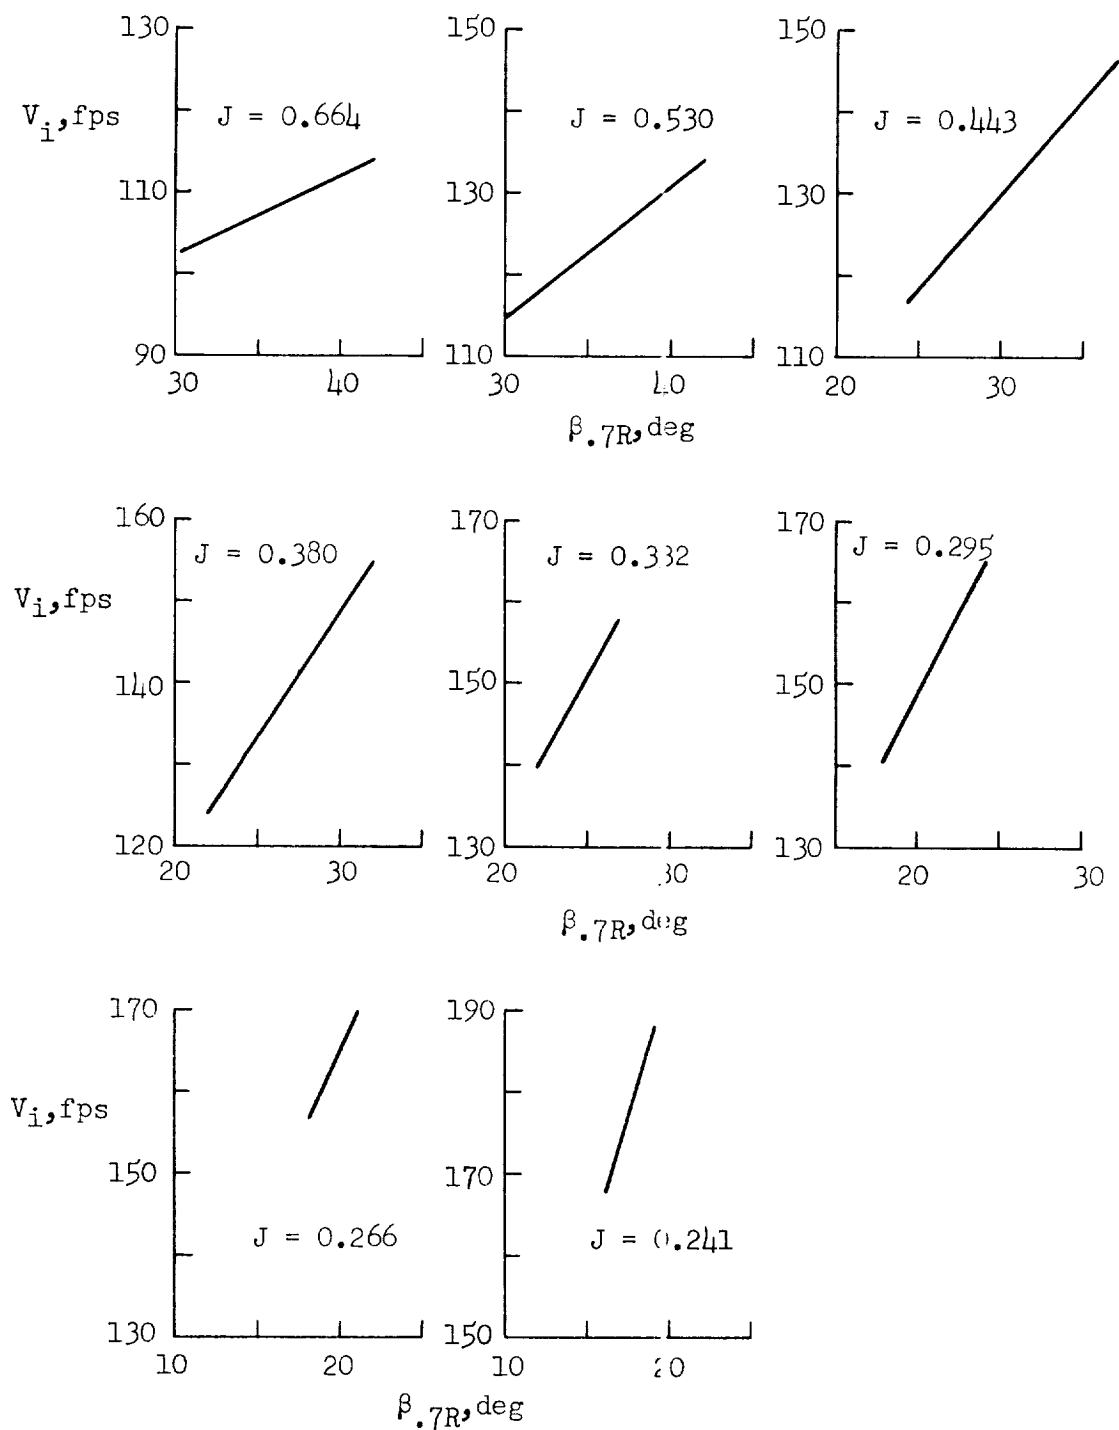 130
150
150
V_i,fps
J = 0.664
J = 0.530
J = 0.443
110
130
130
90
110
110
30 40
30 40
20 30
β.7R,deg
160
170
170
J = 0.380
J = 0.332
J = 0.295
V_i,fps
140
150
150
120
130
130
20 30
20 30
20 30
β.7R,deg
170
190
V_i,fps
150
170
J = 0.266
J = 0.241
130
150
10 20
10 20
β.7R,deg